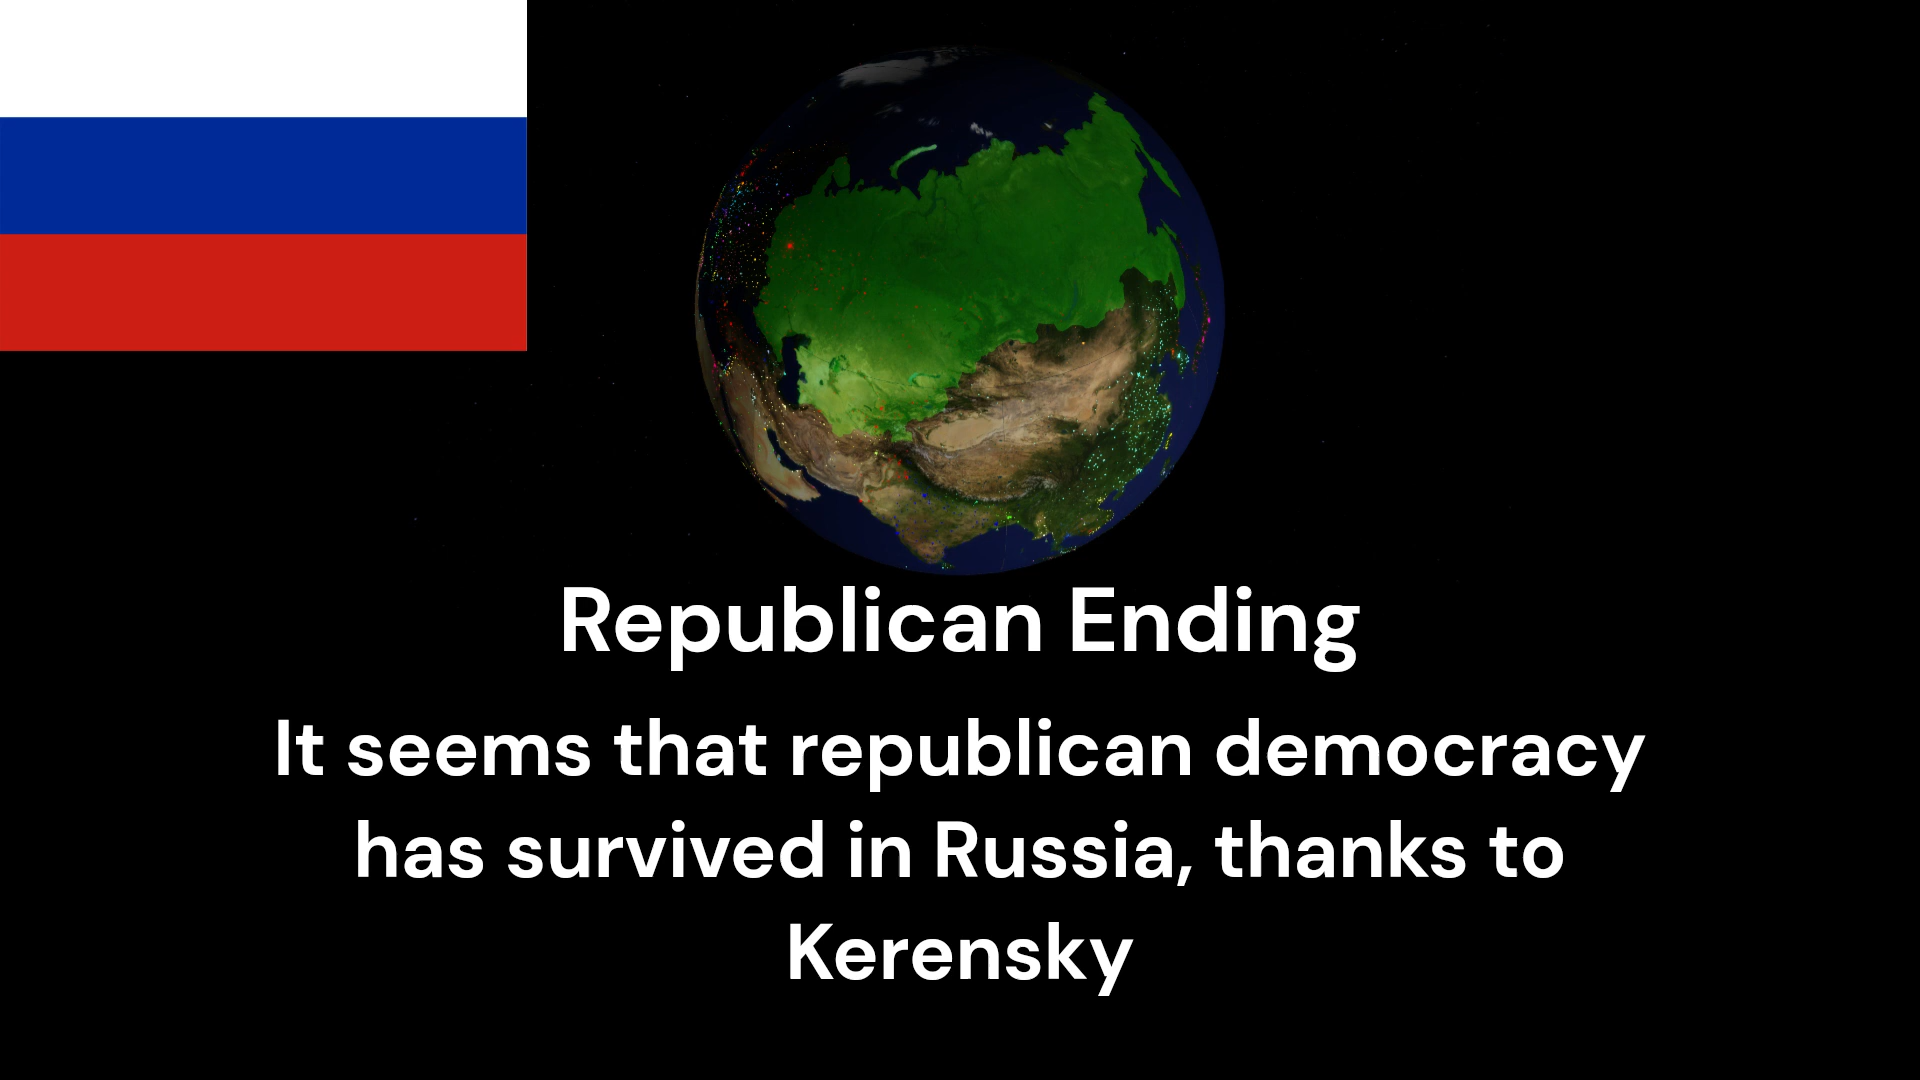 Republican Ending
It seems that republican democracy
has survived in Russia, thanks to
Kerensky